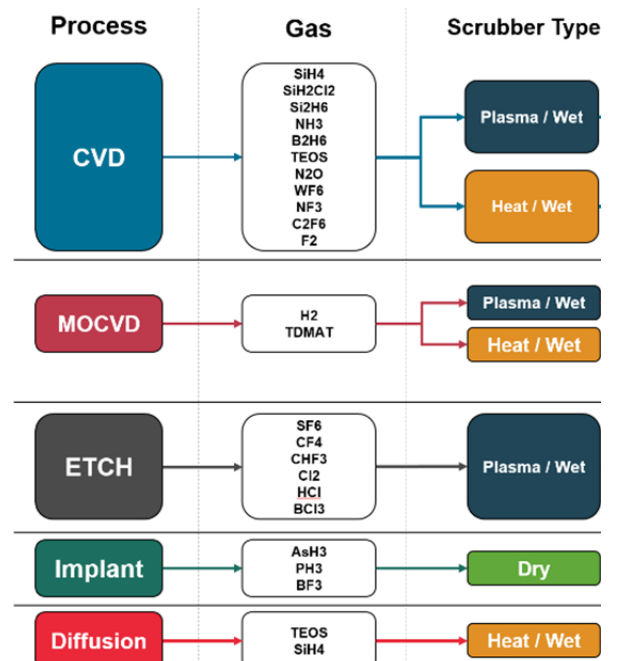 Process
Gas
Scrubber Type
CVD
SiH4
SiH2Cl2
Si2H6
NH3
B2H6
TEOS
N2O
WF6
NF3
C2F6
F2
Plasma / Wet
Heat / Wet
MOCVD
H2
TDMAT
Plasma / Wet
Heat / Wet
ETCH
SF6
CF4
CHF3
Cl2
HCl
BCl3
Plasma / Wet
Implant
AsH3
PH3
BF3
Dry
Diffusion
TEOS
SiH4
Heat / Wet